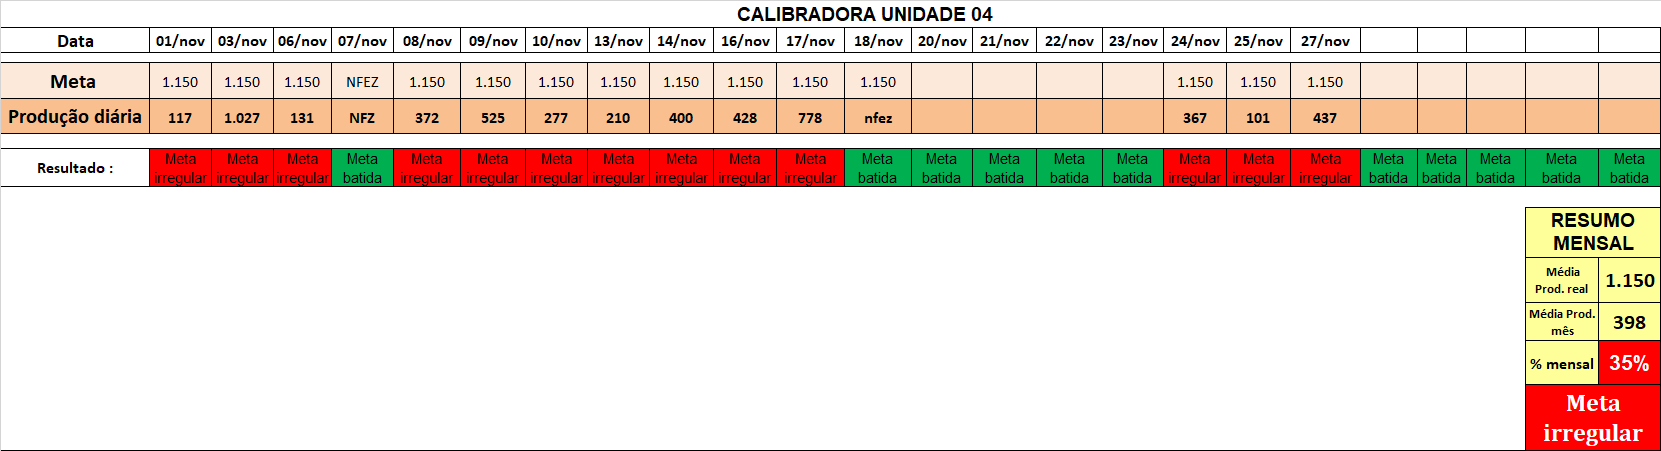 CALIBRADORA UNIDADE 04
Data 01/nov 03/nov 06/nov 07/nov 08/nov 09/nov 10/nov 13/nov 14/nov 16/nov 17/nov 18/nov 20/nov 21/nov 22/nov 23/nov 24/nov 25/nov 27/nov
Meta 1.150 1.150 1.150 NFEZ 1.150 1.150 1.150 1.150 1.150 1.150 1.150 1.150 1.150 1.150 1.150
Produção diária 117 1.027 131 NFZ 372 525 277 210 400 428 778 nfez 367 101 437
Resultado : Meta irregular Meta irregular Meta irregular Meta batida Meta irregular Meta irregular Meta irregular Meta irregular Meta irregular Meta irregular Meta irregular Meta batida Meta batida Meta batida Meta batida Meta batida Meta irregular Meta irregular Meta irregular Meta batida Meta batida Meta batida Meta batida Meta batida
RESUMO
MENSAL
Média
Prod. real 1.150
Média Prod.
mês 398
% mensal 35%
Meta
irregular